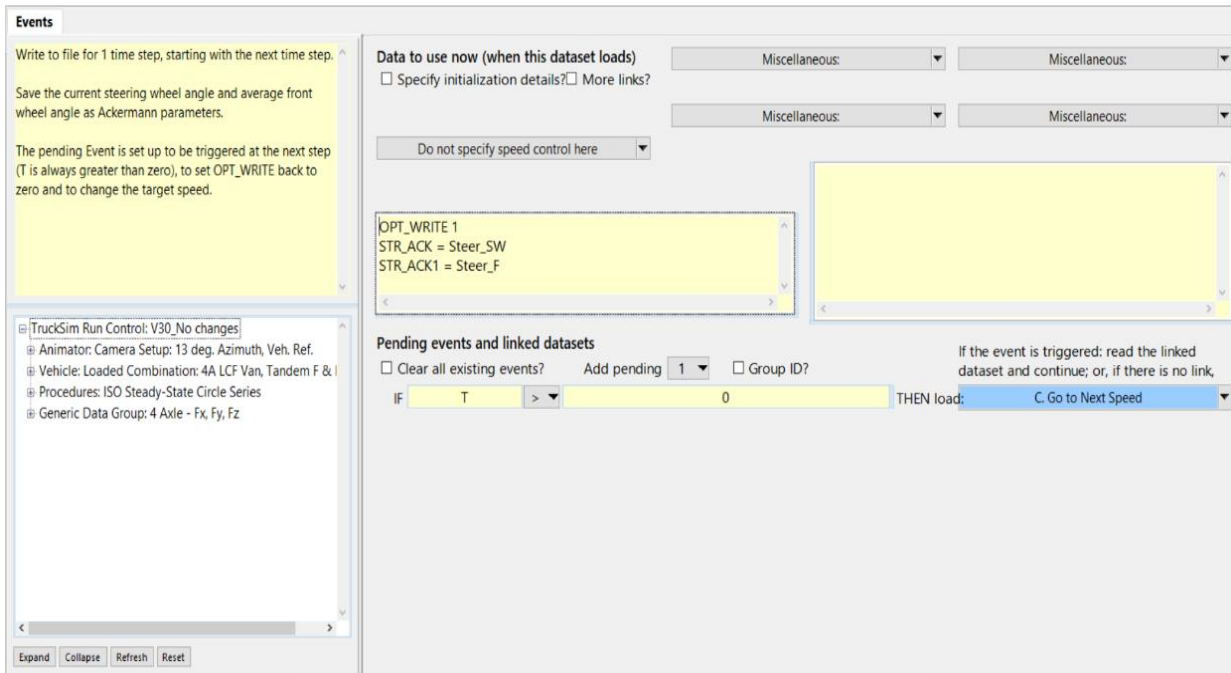 Events
Write to file for 1 time step, starting with the next time step.
Save the current steering wheel angle and average front
wheel angle as Ackermann parameters.
The pending Event is set up to be triggered at the next step
(T is always greater than zero), to set OPT_WRITE back to
zero and to change the target speed.
TruckSim Run Control: V30_No changes
Animator: Camera Setup: 13 deg. Azimuth, Veh. Ref.
Vehicle: Loaded Combination: 4A LCF Van, Tandem F &
Procedures: ISO Steady-State Circle Series
Generic Data Group: 4 Axle - Fx, Fy, Fz
Expand Collapse Refresh Reset
Data to use now (when this dataset loads)
Specify initialization details? More links?
Miscellaneous: Miscellaneous:
Miscellaneous: Miscellaneous:
Do not specify speed control here
OPT_WRITE 1
STR_ACK = Steer_SW
STR_ACK1 = Steer_F
Pending events and linked datasets
Clear all existing events? Add pending 1 Group ID?
If the event is triggered: read the linked
dataset and continue; or, if there is no link,
IF T > 0 THEN load: C. Go to Next Speed